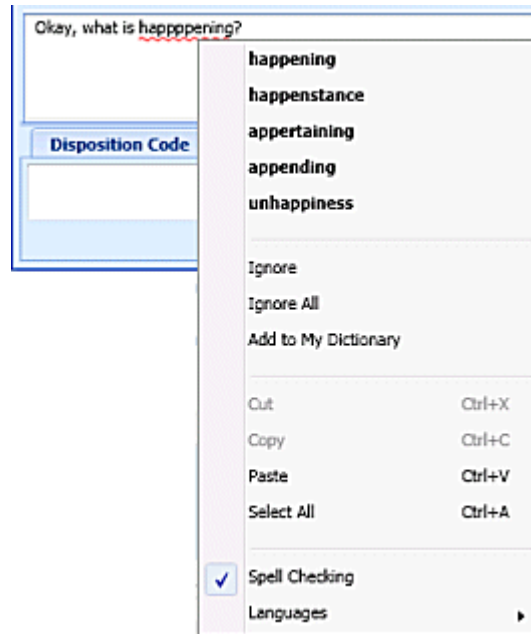 Okay, what is happppening?
happening
happenstance
appertaining
Disposition Code
appending
unhappiness
Ignore
Ignore All
Add to My Dictionary
Cut Ctrl+X
Copy Ctrl+C
Paste Ctrl+V
Select All Ctrl+A
Spell Checking
Languages